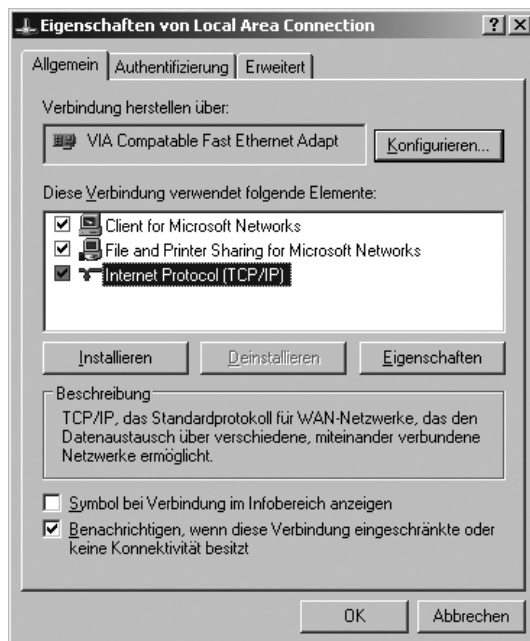 Eigenschaften von Local Area Connection
Allgemein Authentifizierung Erweitert
Verbindung herstellen über:
VIA Compatable Fast Ethernet Adapt
Konfigurieren...
Diese Verbindung verwendet folgende Elemente:
Client for Microsoft Networks
File and Printer Sharing for Microsoft Networks
Internet Protocol (TCP/IP)
Installieren Deinstallieren Eigenschaften
Beschreibung
TCP/IP, das Standardprotokoll für WAN-Netzwerke, das den
Datenaustausch über verschiedene, miteinander verbundene
Netzwerke ermöglicht.
Symbol bei Verbindung im Infobereich anzeigen
Benachrichtigen, wenn diese Verbindung eingeschränkte oder
keine Konnektivität besitzt
OK Abbrechen